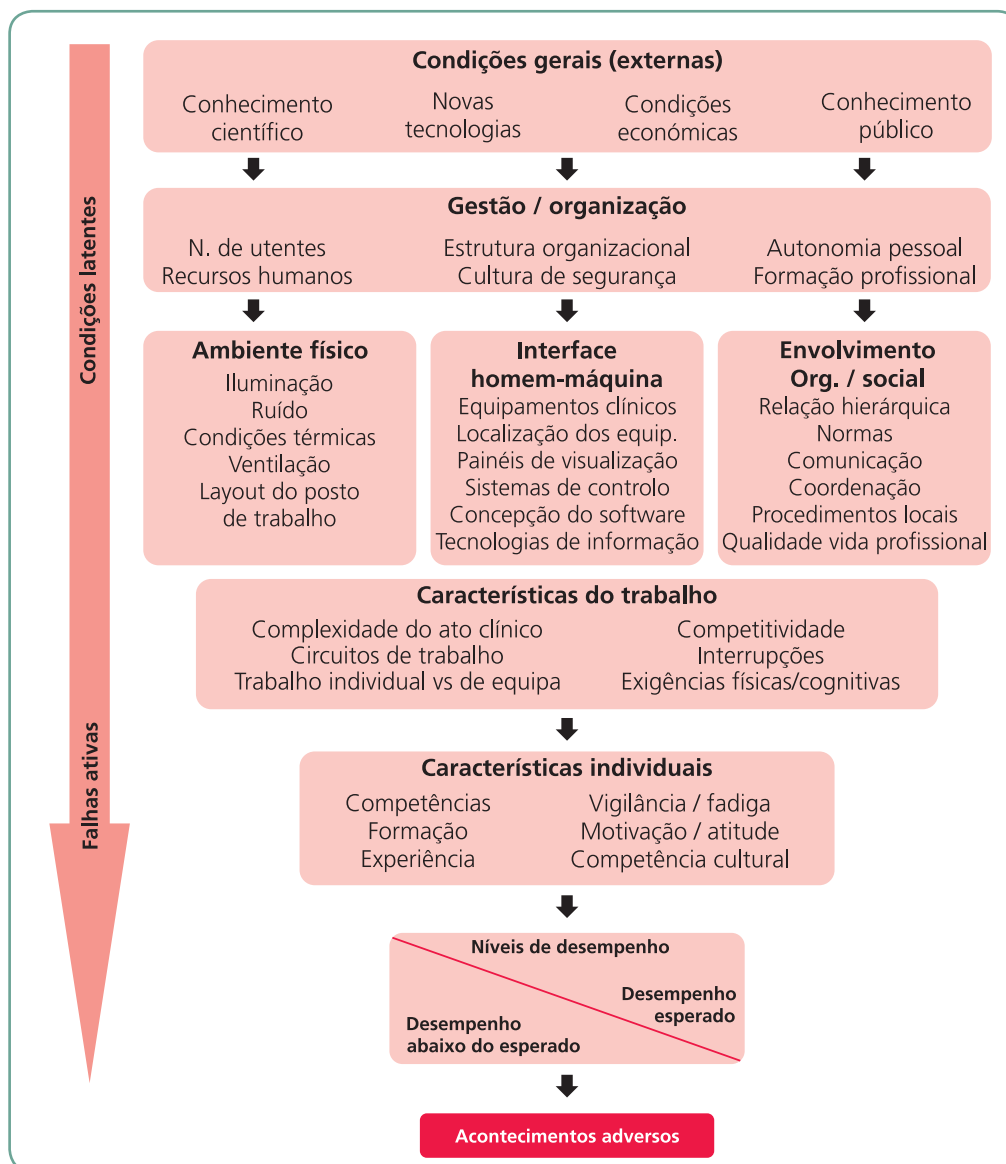 Condições latentes
Falhas ativas
Condições gerais (externas)
Conhecimento
científico
Novas
tecnologias
Condições
económicas
Conhecimento
público
Gestão / organização
N. de utentes
Recursos humanos
Estrutura organizacional
Cultura de segurança
Autonomia pessoal
Formação profissional
Ambiente físico
Iluminação
Ruído
Condições térmicas
Ventilação
Layout do posto
de trabalho
Interface
homem-máquina
Equipamentos clínicos
Localização dos equip.
Painéis de visualização
Sistemas de controlo
Concepção do software
Tecnologias de informação
Envolvimento
Org. / social
Relação hierárquica
Normas
Comunicação
Coordenação
Procedimentos locais
Qualidade vida profissional
Características do trabalho
Complexidade do ato clínico
Circuitos de trabalho
Trabalho individual vs de equipa
Competitividade
Interrupções
Exigências físicas/cognitivas
Características individuais
Competências
Formação
Experiência
Vigilância / fadiga
Motivação / atitude
Competência cultural
Níveis de desempenho
Desempenho
esperado
Desempenho
abaixo do esperado
Acontecimentos adversos